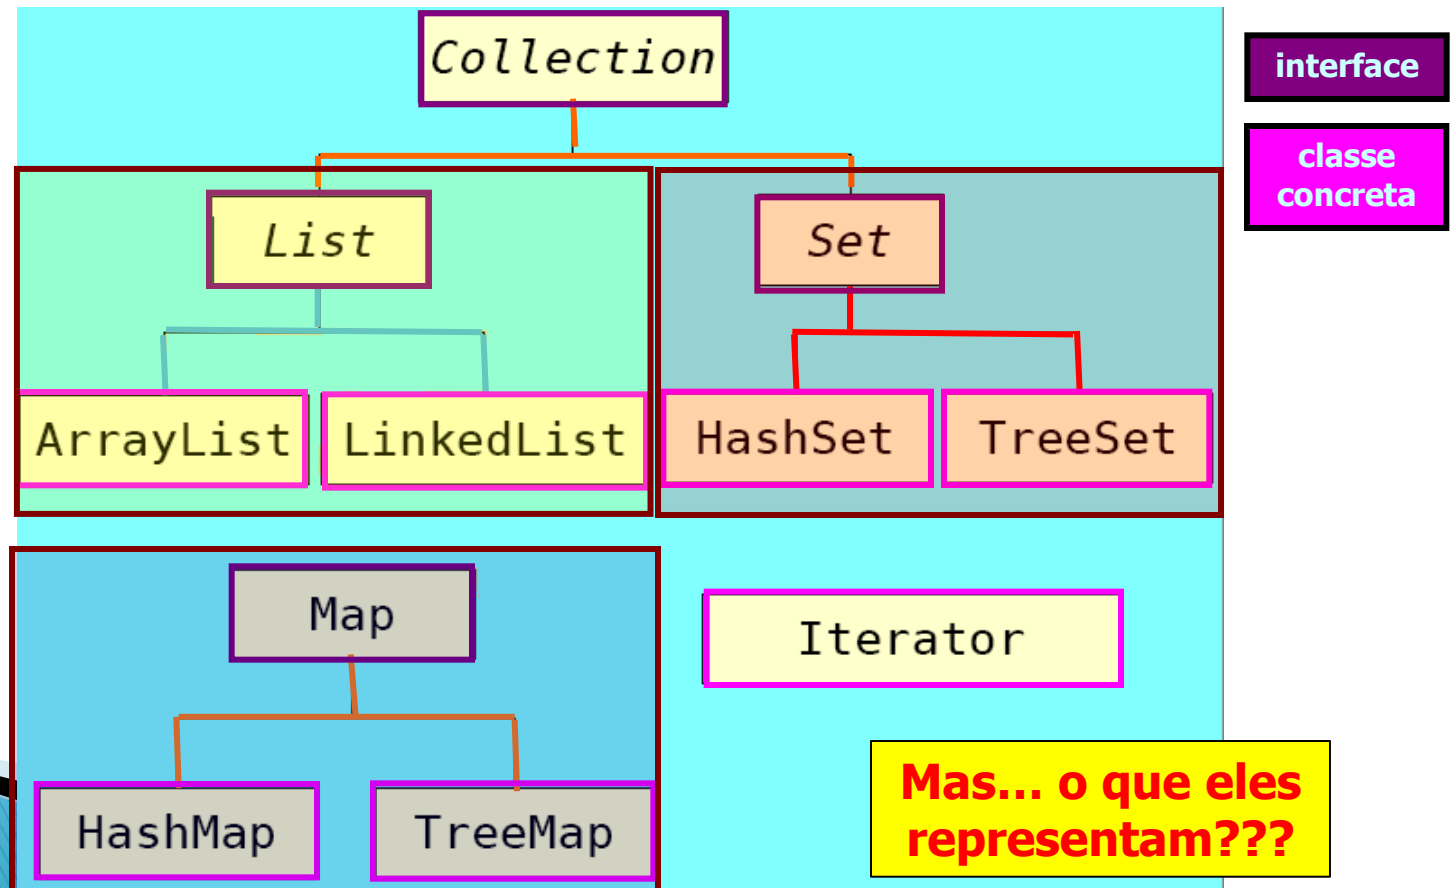 Collection
interface
classe
concreta
List
Set
ArrayList
LinkedList
HashSet
TreeSet
Map
Iterator
HashMap
TreeMap
Mas... o que eles
representam???